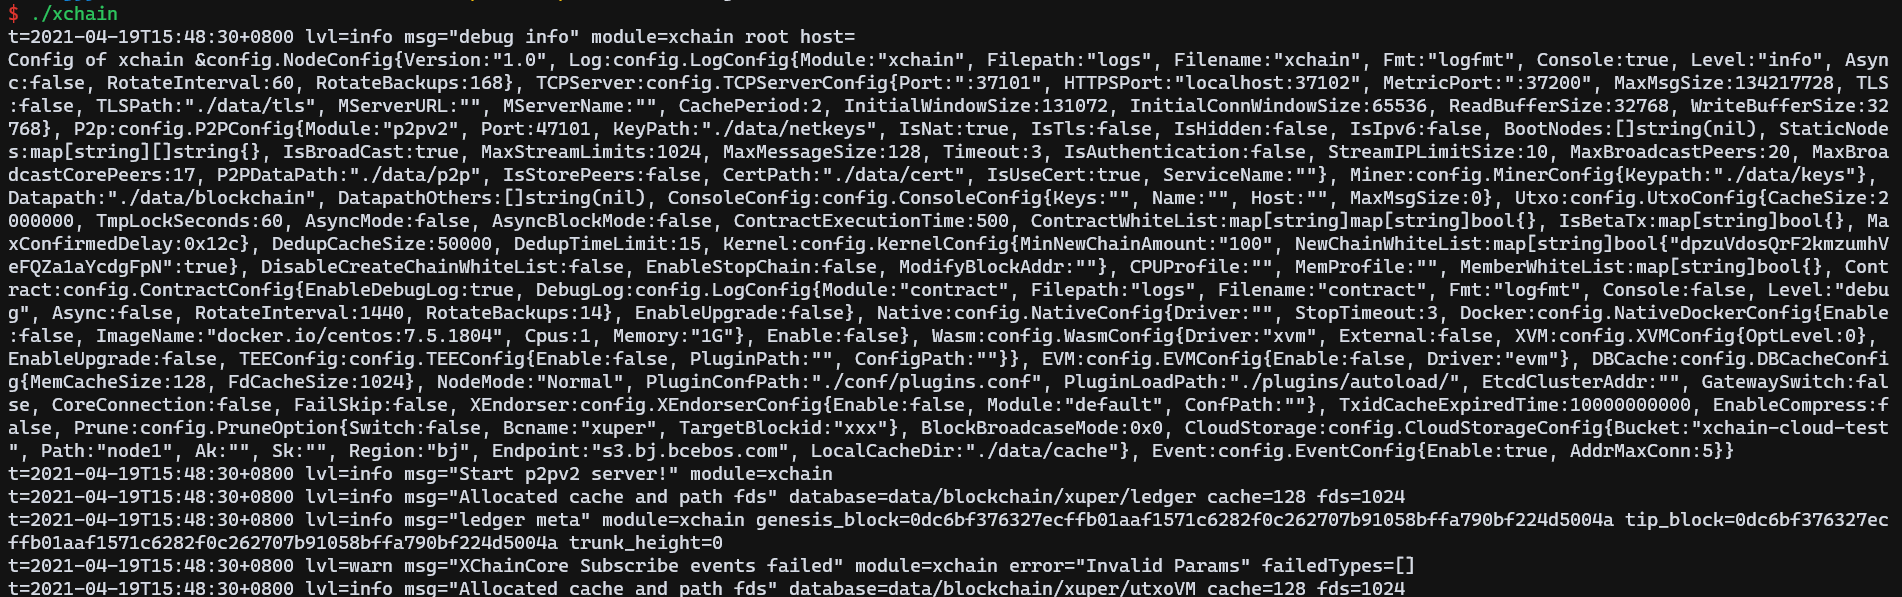 $ ./xchain
t=2021-04-19T15:48:30+0800 lvl=info msg="debug info" module=xchain root host=
Config of xchain &config.NodeConfig{Version:"1.0", Log:config.LogConfig{Module:"xchain", Filepath:"logs", Filename:"xchain", Fmt:"logfmt", Console:true, Level:"info", Asyn
c:false, RotateInterval:60, RotateBackups:168}, TCPServer:config.TCPServerConfig{Port:":37101", HTTPSPort:"localhost:37102", MetricPort:":37200", MaxMsgSize:134217728, TLS
:false, TLSPath:"./data/tls", MServerURL:"", MServerName:"", CachePeriod:2, InitialWindowSize:131072, InitialConnWindowSize:65536, ReadBufferSize:32768, WriteBufferSize:32
768}, P2p:config.P2PConfig{Module:"p2pv2", Port:47101, KeyPath:"./data/netkeys", IsNat:true, IsTls:false, IsHidden:false, IsIpv6:false, BootNodes:[]string(nil), StaticNode
s:map[string][]string{}, IsBroadCast:true, MaxStreamLimits:1024, MaxMessageSize:128, Timeout:3, IsAuthentication:false, StreamIPLimitSize:10, MaxBroadcastPeers:20, MaxBroa
dcastCorePeers:17, P2PDataPath:"./data/p2p", IsStorePeers:false, CertPath:"./data/cert", IsUseCert:true, ServiceName:""}, Miner:config.MinerConfig{Keypath:"./data/keys"},
Datapath:"./data/blockchain", DatapathOthers:[]string(nil), ConsoleConfig:config.ConsoleConfig{Keys:"", Name:"", Host:"", MaxMsgSize:0}, Utxo:config.UtxoConfig{CacheSize:2
000000, TmpLockSeconds:60, AsyncMode:false, AsyncBlockMode:false, ContractExecutionTime:500, ContractWhiteList:map[string]map[string]bool{}, IsBetaTx:map[string]bool{}, Ma
xConfirmedDelay:0x12c}, DedupCacheSize:50000, DedupTimeLimit:15, Kernel:config.KernelConfig{MinNewChainAmount:"100", NewChainWhiteList:map[string]bool{"dpzuVdosQrF2kmzumhV
eFQZa1aYcdgFpN":true}, DisableCreateChainWhiteList:false, EnableStopChain:false, ModifyBlockAddr:""}, CPUProfile:"", MemProfile:"", MemberWhiteList:map[string]bool{}, Cont
ract:config.ContractConfig{EnableDebugLog:true, DebugLog:config.LogConfig{Module:"contract", Filepath:"logs", Filename:"contract", Fmt:"logfmt", Console:false, Level:"debu
g", Async:false, RotateInterval:1440, RotateBackups:14}, EnableUpgrade:false}, Native:config.NativeConfig{Driver:"", StopTimeout:3, Docker:config.NativeDockerConfig{Enable
:false, ImageName:"docker.io/centos:7.5.1804", Cpus:1, Memory:"1G"}, Enable:false}, Wasm:config.WasmConfig{Driver:"xvm", External:false, XVM:config.XVMConfig{OptLevel:0},
EnableUpgrade:false, TEEConfig:config.TEEConfig{Enable:false, PluginPath:"", ConfigPath:""}}, EVM:config.EVMConfig{Enable:false, Driver:"evm"}, DBCache:config.DBCacheConfi
g{MemCacheSize:128, FdCacheSize:1024}, NodeMode:"Normal", PluginConfPath:"./conf/plugins.conf", PluginLoadPath:"./plugins/autoload/", EtcdClusterAddr:"", GatewaySwitch:fal
se, CoreConnection:false, FailSkip:false, XEndorser:config.XEndorserConfig{Enable:false, Module:"default", ConfPath:""}, TxidCacheExpiredTime:10000000000, EnableCompress:f
alse, Prune:config.PruneOption{Switch:false, Bcname:"xuper", TargetBlockid:"xxx"}, BlockBroadcaseMode:0x0, CloudStorage:config.CloudStorageConfig{Bucket:"xchain-cloud-test
", Path:"node1", Ak:"", Sk:"", Region:"bj", Endpoint:"s3.bj.bcebos.com", LocalCacheDir:"./data/cache"}, Event:config.EventConfig{Enable:true, AddrMaxConn:5}}
t=2021-04-19T15:48:30+0800 lvl=info msg="Start p2pv2 server!" module=xchain
t=2021-04-19T15:48:30+0800 lvl=info msg="Allocated cache and path fds" database=data/blockchain/xuper/ledger cache=128 fds=1024
t=2021-04-19T15:48:30+0800 lvl=info msg="ledger meta" module=xchain genesis_block=0dc6bf376327ecffb01aaf1571c6282f0c262707b91058bffa790bf224d5004a tip_block=0dc6bf376327ec
ffb01aaf1571c6282f0c262707b91058bffa790bf224d5004a trunk_height=0
t=2021-04-19T15:48:30+0800 lvl=warn msg="XChainCore Subscribe events failed" module=xchain error="Invalid Params" failedTypes=[]
t=2021-04-19T15:48:30+0800 lvl=info msg="Allocated cache and path fds" database=data/blockchain/xuper/utxoVM cache=128 fds=1024